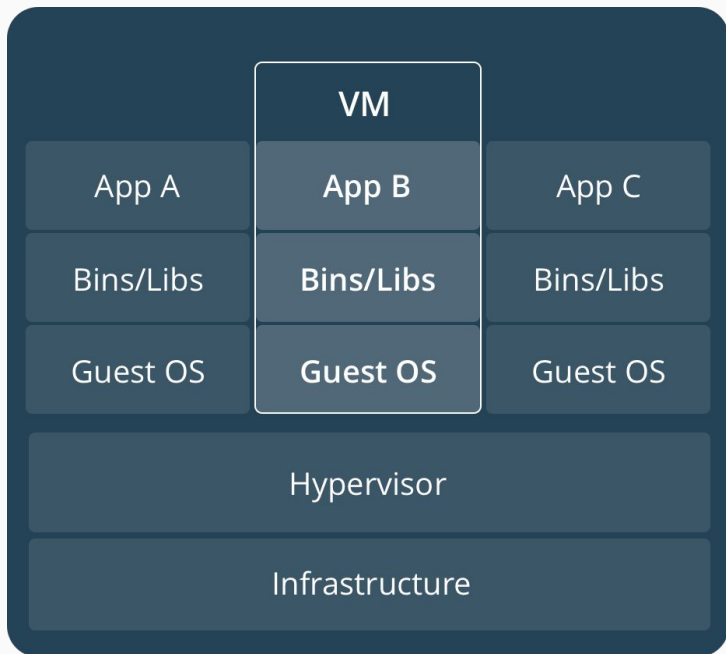 VM
App A
App B
App C
Bins/Libs
Bins/Libs
Bins/Libs
Guest OS
Guest OS
Guest OS
Hypervisor
Infrastructure